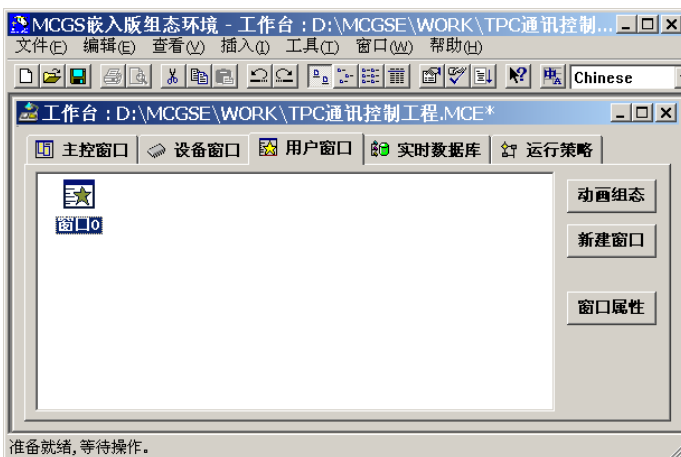 MCGS嵌入版组态环境 - 工作台：D:\MCGSE\WORK\TPC通讯控制...
文件(F) 编辑(E) 查看(V) 插入(I) 工具(T) 窗口(W) 帮助(H)
Chinese
工作台：D:\MCGSE\WORK\TPC通讯控制工程.MCE*
主控窗口 设备窗口 用户窗口 实时数据库 运行策略
窗口0
动画组态
新建窗口
窗口属性
准备就绪,等待操作。